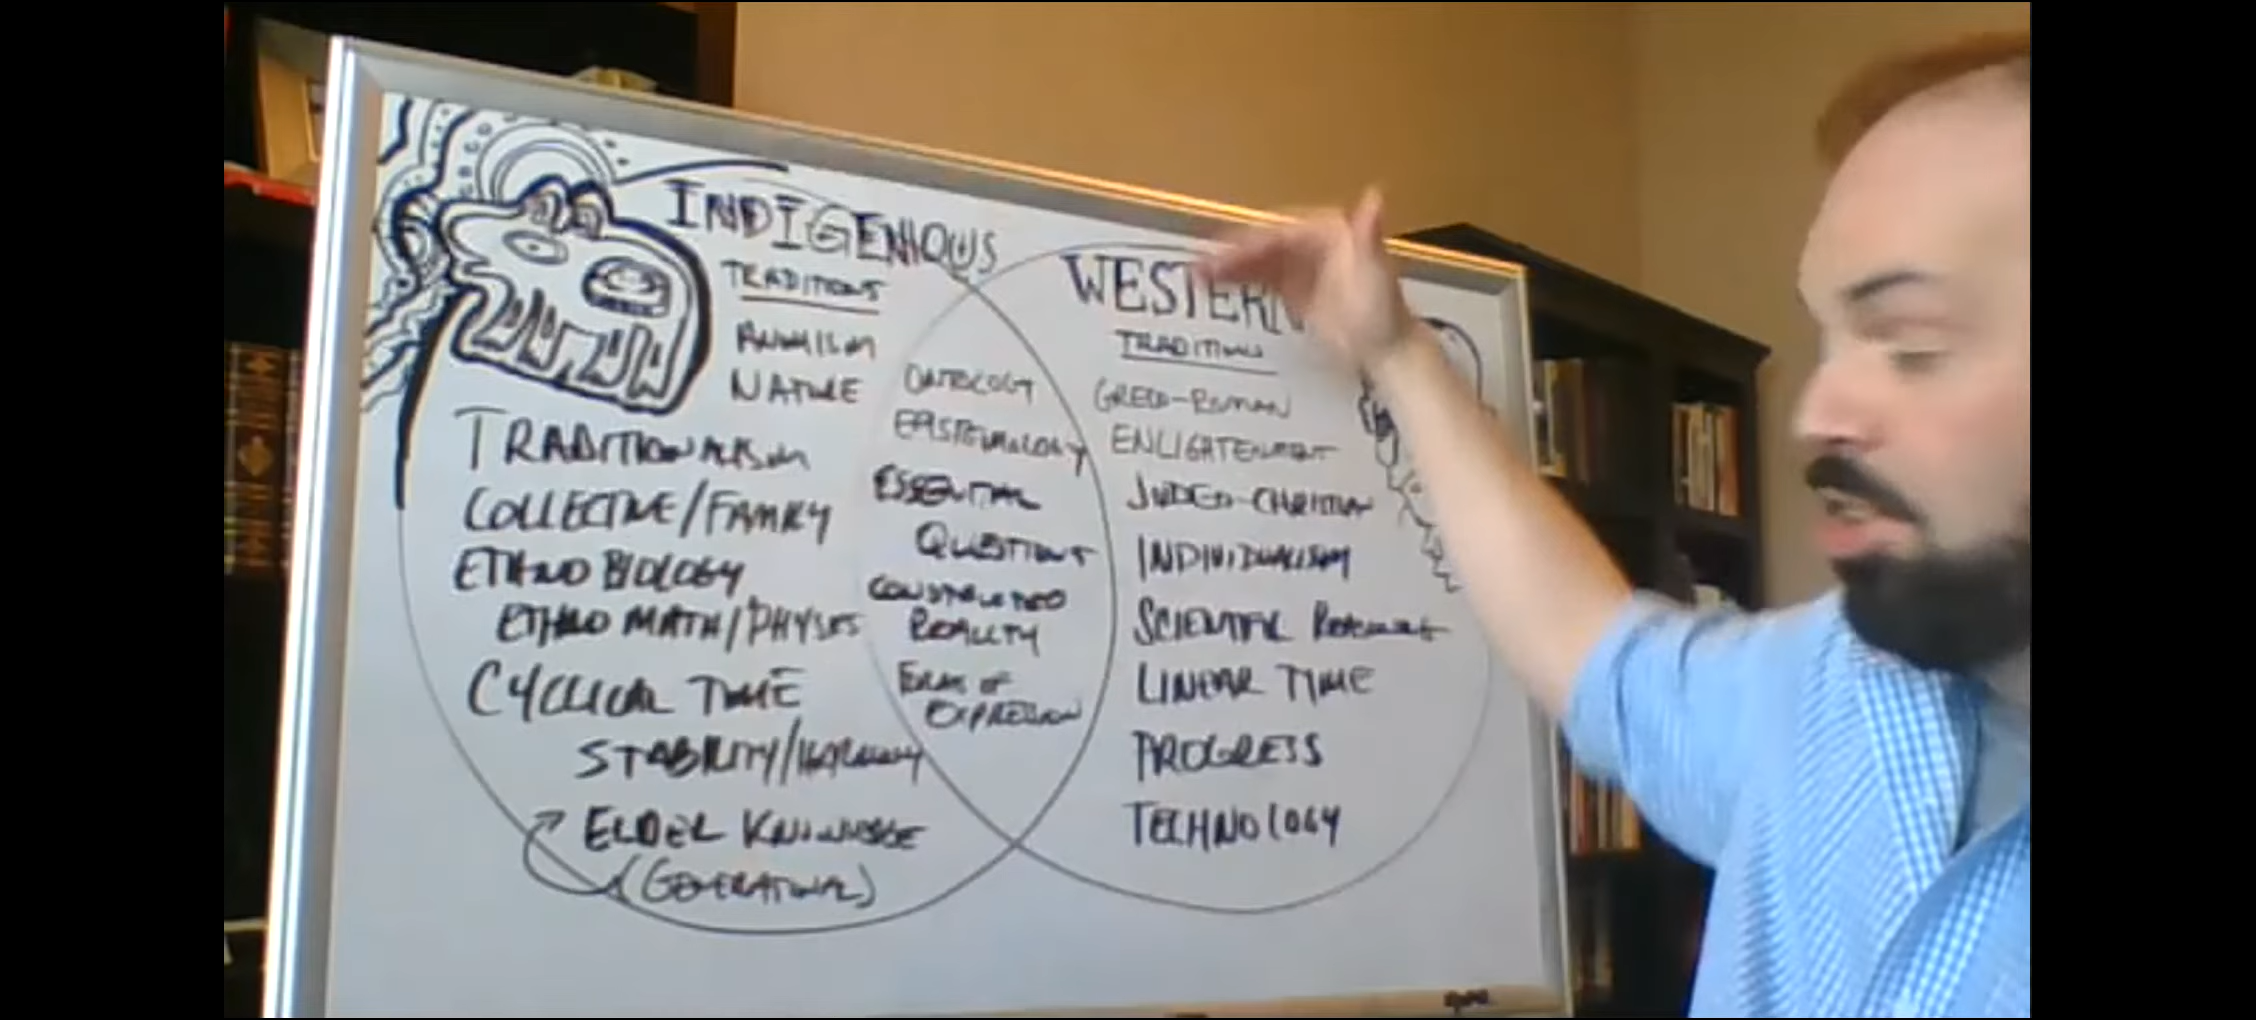 INDIGENIOUS
TRADITIONS
ANIMISM
NATURE
TRADITIONALISM
COLLECTIVE/FAMILY
ETHNO BIOLOGY
ETHNO MATH/PHYSICS
CYCLICAL TIME
STABILITY/HARMONY
ELDER KNOWLEDGE
(GENERATIONAL)
ONTOLOGY
EPISTEMOLOGY
ESSENTIAL
QUESTIONS
CONSTRUCTED
REALITY
OF
EXPRESSION
WESTERN
TRADITIONS
GRECO-ROMAN
ENLIGHTENMENT
JUDEO-CHRISTIAN
INDIVIDUALISM
SCIENTIFIC
LINEAR TIME
PROGRESS
TECHNOLOGY